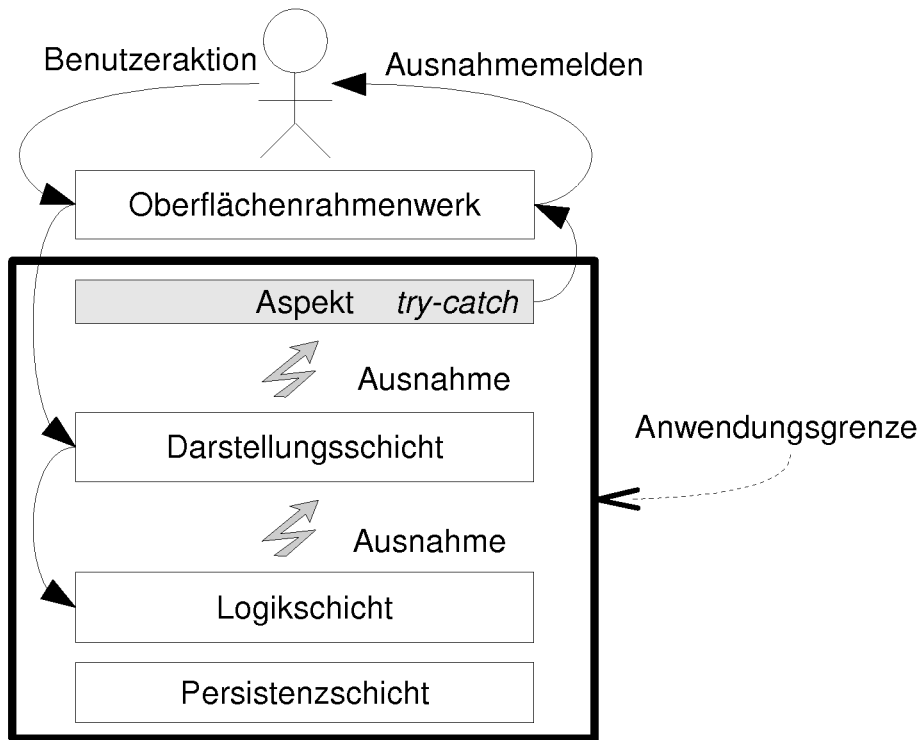 Benutzeraktion
Ausnahmemelden
Oberflächenrahmenwerk
Aspekt try-catch
Ausnahme
Darstellungsschicht
Anwendungsgrenze
Ausnahme
Logikschicht
Persistenzschicht